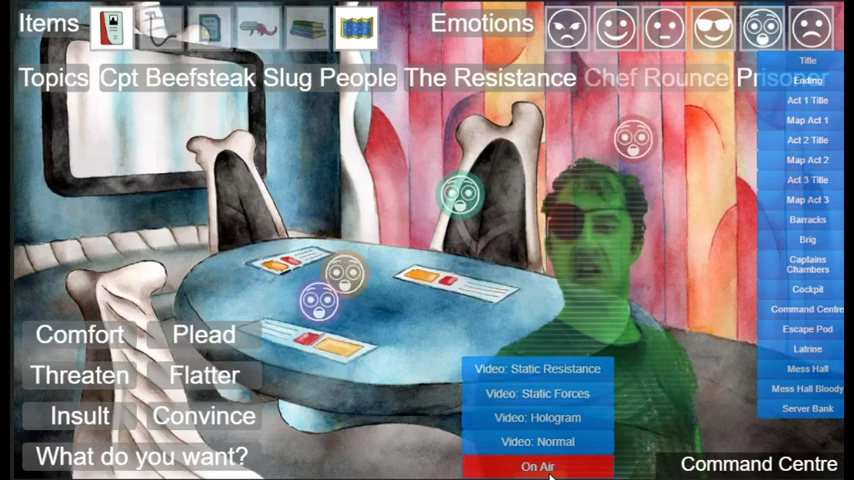 Items
Emotions
Topics Cpt Beefsteak Slug People The Resistance Chef Rounce Prisoner
Title
Ending
Act 1 Title
Map Act 1
Act 2 Title
Map Act 2
Act 3 Title
Map Act 3
Barracks
Brig
Captains
Chambers
Cockpit
Command Centre
Escape Pod
Latrine
Mess Hall
Mess Hall Bloody
Server Bank
Comfort Plead
Threaten Flatter
Insult Convince
What do you want?
Video: Static Resistance
Video: Static Forces
Video: Hologram
Video: Normal
On Air
Command Centre